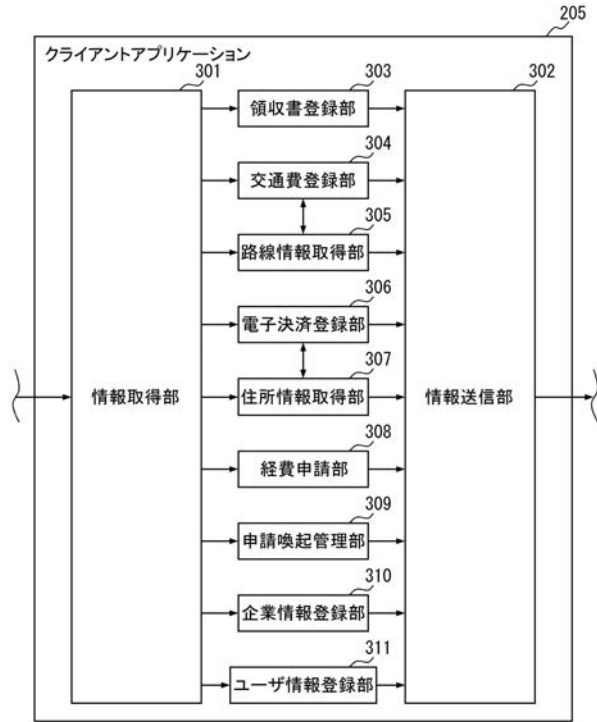 205
クライアントアプリケーション
301
303
302
領収書登録部
304
交通費登録部
305
路線情報取得部
306
電子決済登録部
307
情報取得部
住所情報取得部
情報送信部
308
経費申請部
309
申請喚起管理部
310
企業情報登録部
311
ユーザ情報登録部